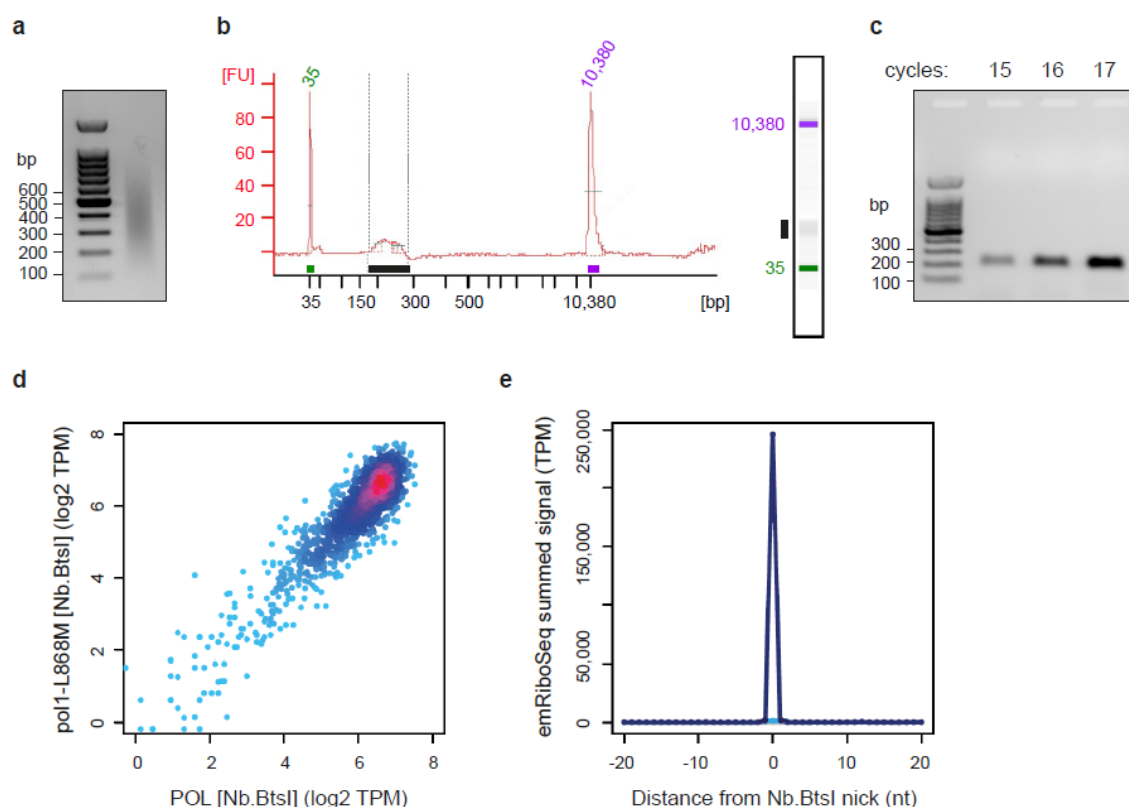 a
bp
600
500
400
300
200
100
b
[FU]
35
10,380
80
60
40
20
35 150 300 500 10,380 [bp]
10,380
35
c
cycles: 15 16 17
bp
300
200
100
d
pol1-L868M [Nb.BtsI] (log2 TPM)
8
6
4
2
0
0 2 4 6 8
POL [Nb.BtsI] (log2 TPM)
e
emRiboSeq summed signal (TPM)
250,000
150,000
50,000
0
-20 -10 0 10 20
Distance from Nb.BtsI nick (nt)